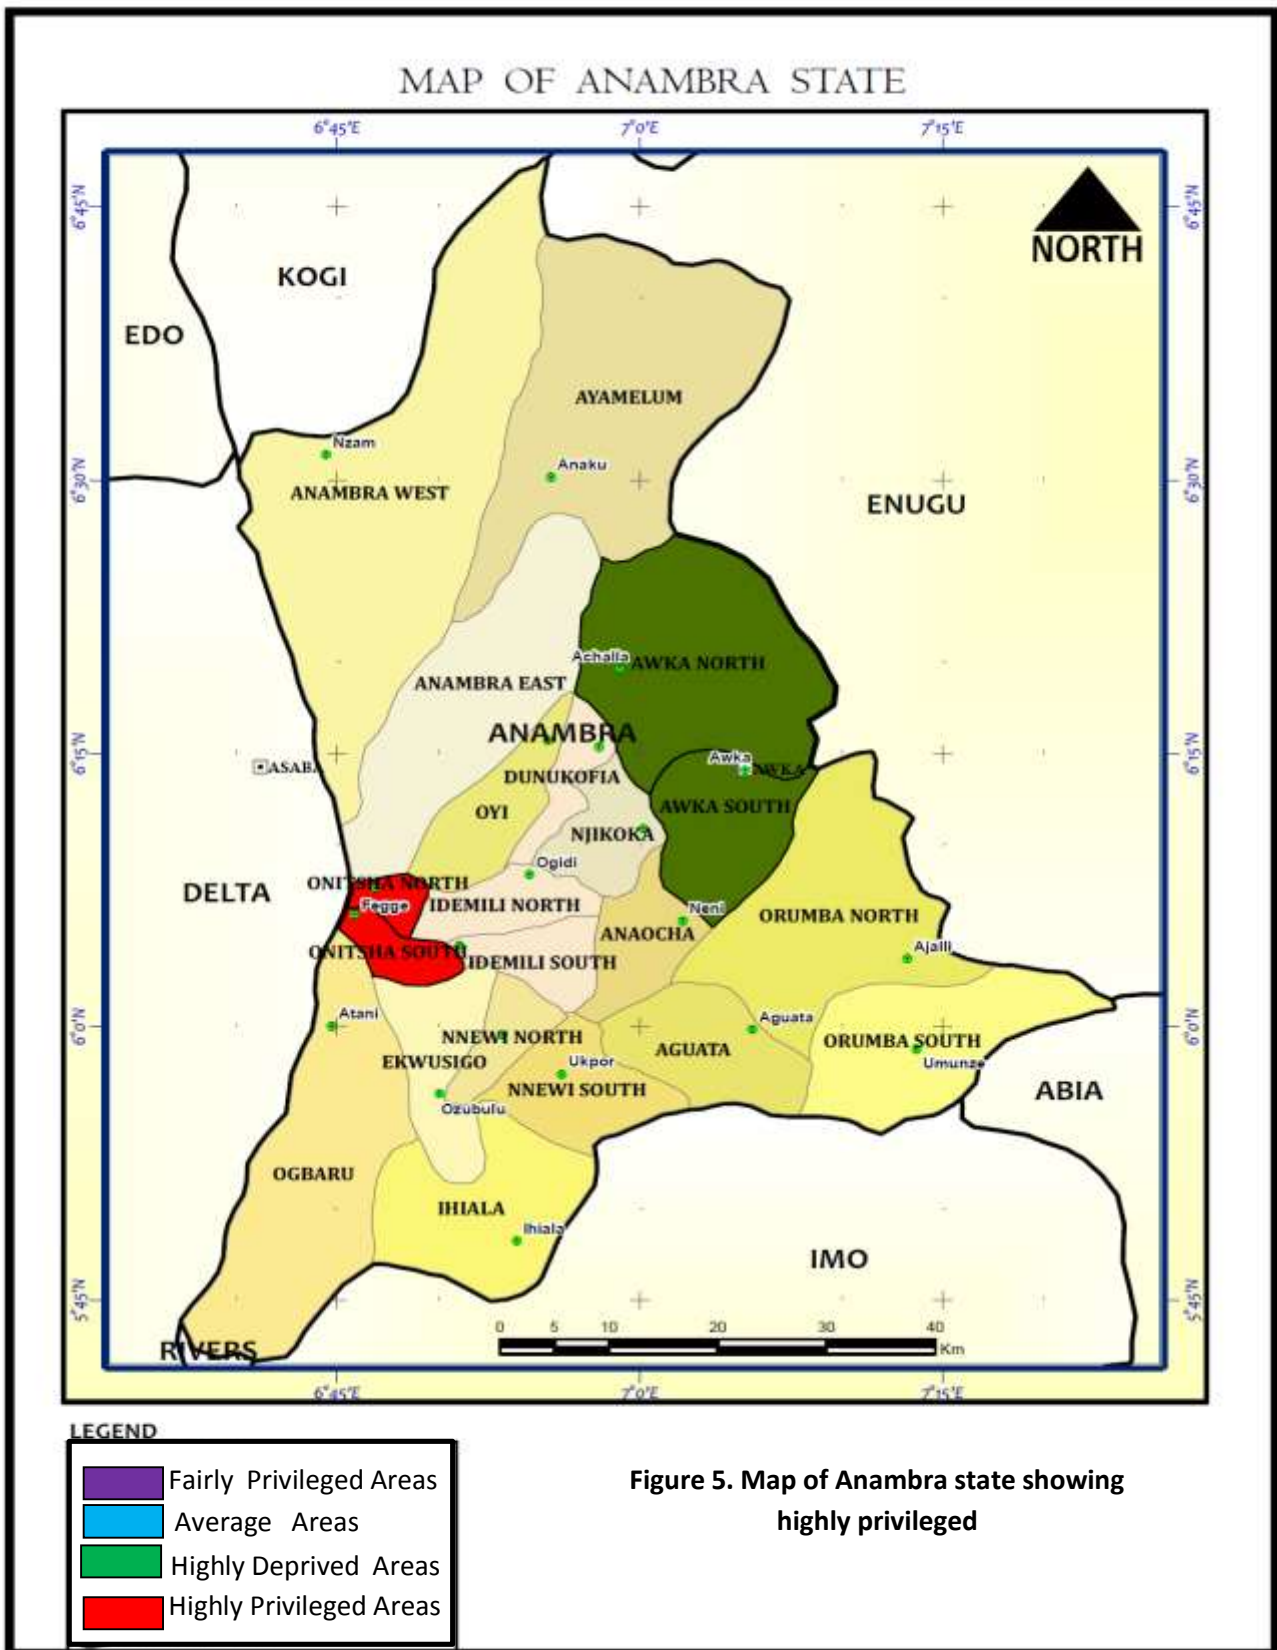 MAP OF ANAMBRA STATE
6°45'E
7°0'E
7°15'E
6°45'N
6°45'N
NORTH
KOGI
EDO
AYAMELUM
Nzam
Anaku
6°30'N
6°30'N
ANAMBRA WEST
ENUGU
Achalla
AWKA NORTH
ANAMBRA EAST
ANAMBRA
6°15'N
6°15'N
ASABA
Awka
AWKA
DUNUKOFIA
OYI
AWKA SOUTH
NJIKOKA
Ogidi
DELTA
ONITSHA NORTH
IDEMILI NORTH
Fegge
Neni
ORUMBA NORTH
ANAOCHA
Ajalli
ONITSHA SOUTH
IDEMILI SOUTH
Atani
Aguata
6°0'N
6°0'N
NNEWI NORTH
ORUMBA SOUTH
AGUATA
EKWUSIGO
Ukpor
Umunze
NNEWI SOUTH
ABIA
Ozubulu
OGBARU
IHIALA
Ihiala
IMO
5°45'N
5°45'N
0 5 10 20 30 40
Km
RIVERS
6°45'E
7°0'E
7°15'E
LEGEND
Fairly Privileged Areas
Average Areas
Highly Deprived Areas
Highly Privileged Areas
Figure 5. Map of Anambra state showing
highly privileged